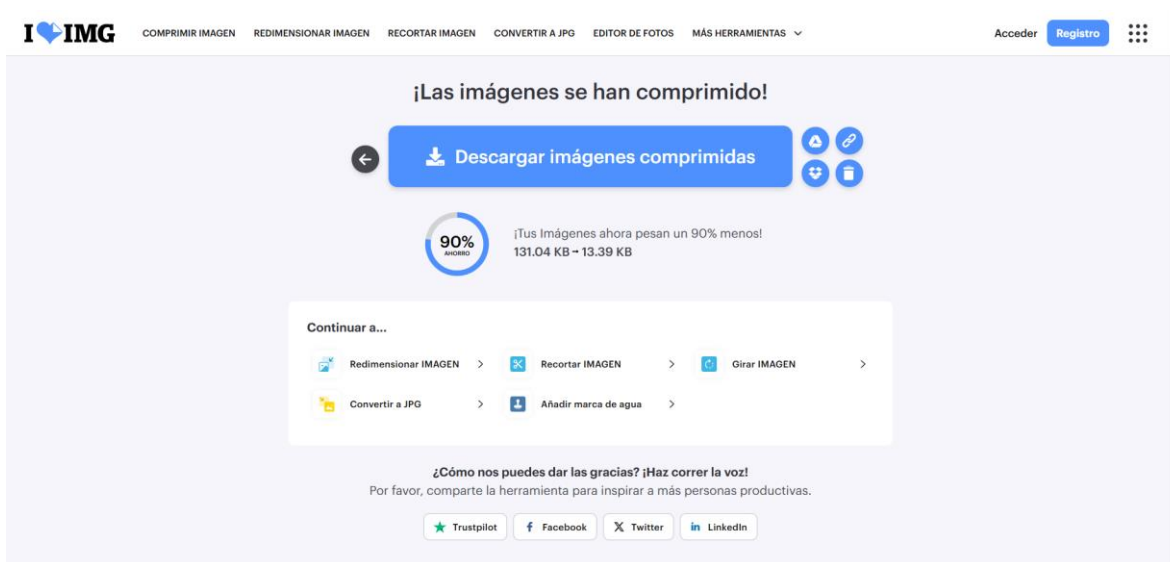 I IMG
COMPRIMIR IMAGEN REDIMENSIONAR IMAGEN RECORTAR IMAGEN CONVERTIR A JPG EDITOR DE FOTOS MÁS HERRAMIENTAS Acceder Registro
¡Las imágenes se han comprimido!
Descargar imágenes comprimidas
90%
AHORRO
¡Tus Imágenes ahora pesan un 90% menos!
131.04 KB → 13.39 KB
Continuar a...
Redimensionar IMAGEN Recortar IMAGEN Girar IMAGEN
Convertir a JPG Añadir marca de agua
¿Cómo nos puedes dar las gracias? ¡Haz correr la voz!
Por favor, comparte la herramienta para inspirar a más personas productivas.
Trustpilot Facebook Twitter LinkedIn